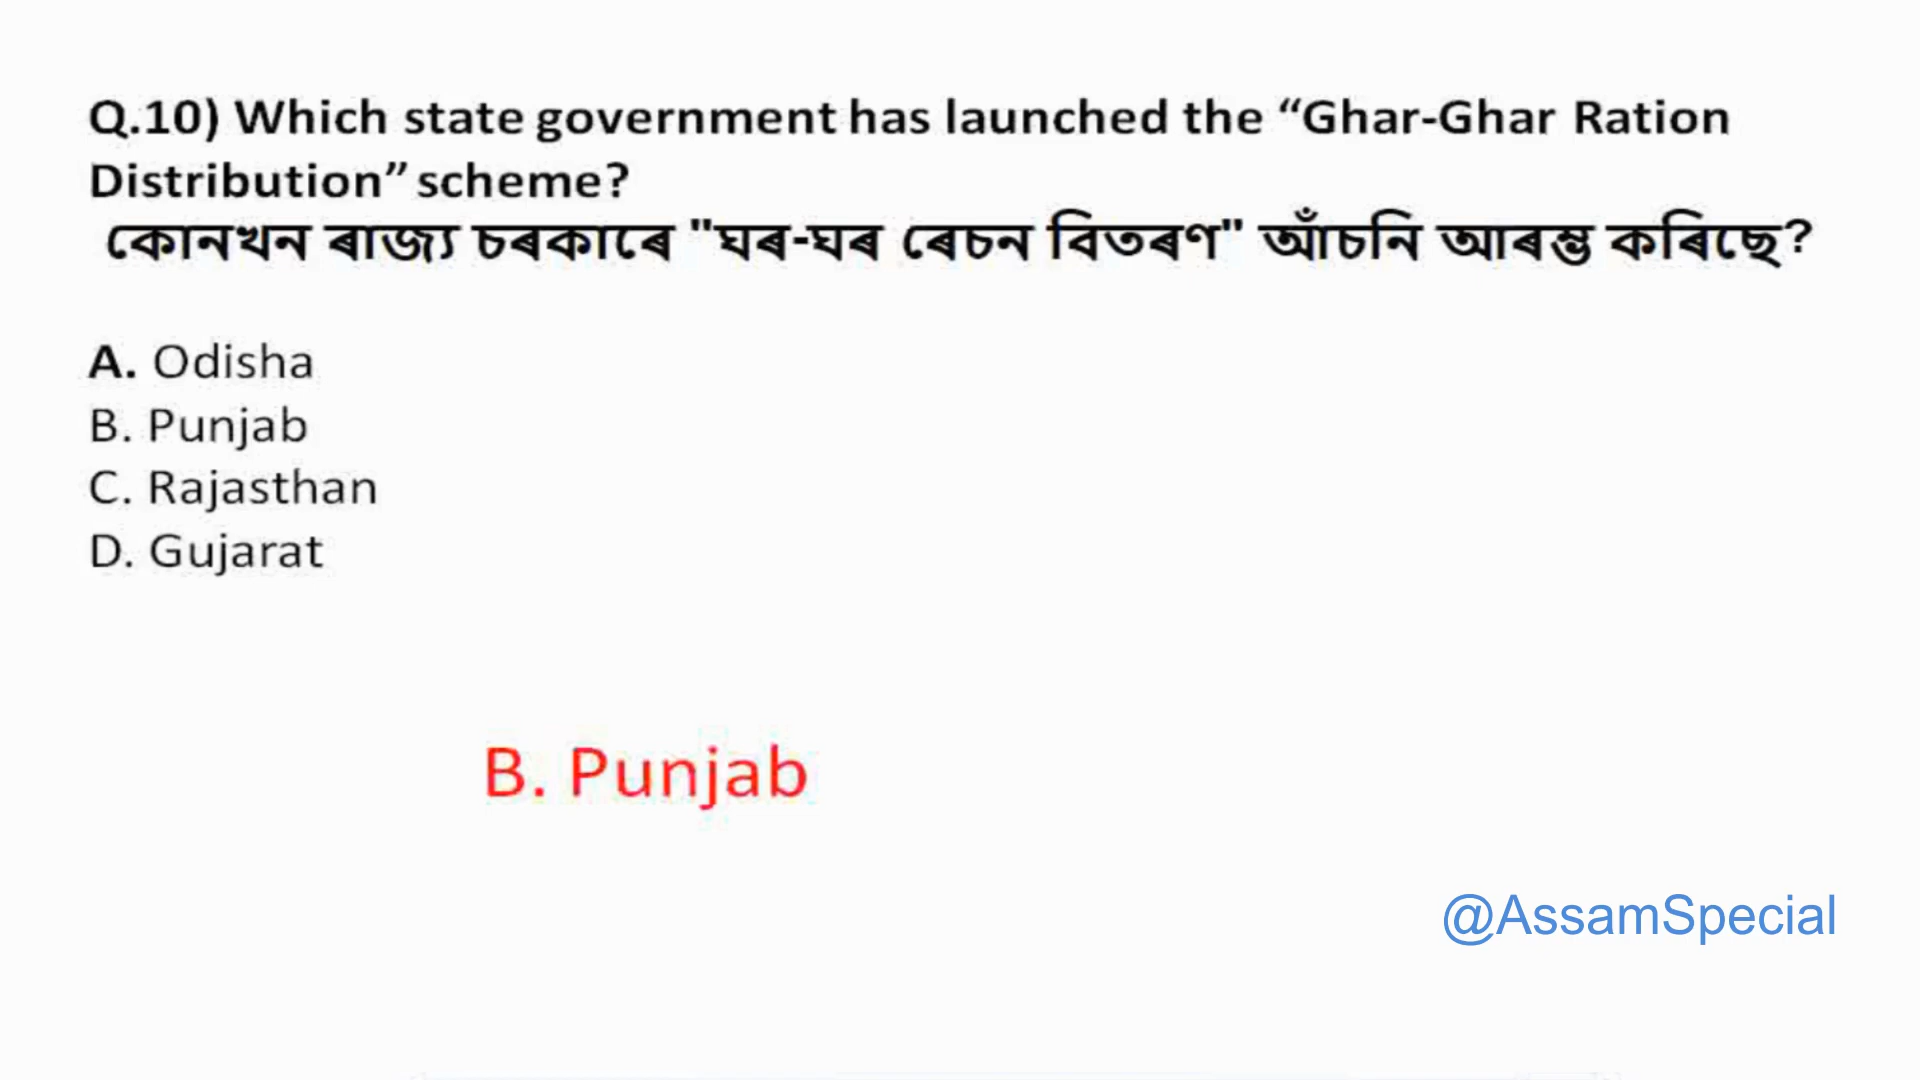 Q.10) Which state government has launched the “Ghar-Ghar Ration
Distribution” scheme?
কোনখন ৰাজ্য চৰকাৰে "ঘৰ-ঘৰ ৰেচন বিতৰণ" আঁচনি আৰম্ভ কৰিছে?
A. Odisha
B. Punjab
C. Rajasthan
D. Gujarat
B. Punjab
@AssamSpecial